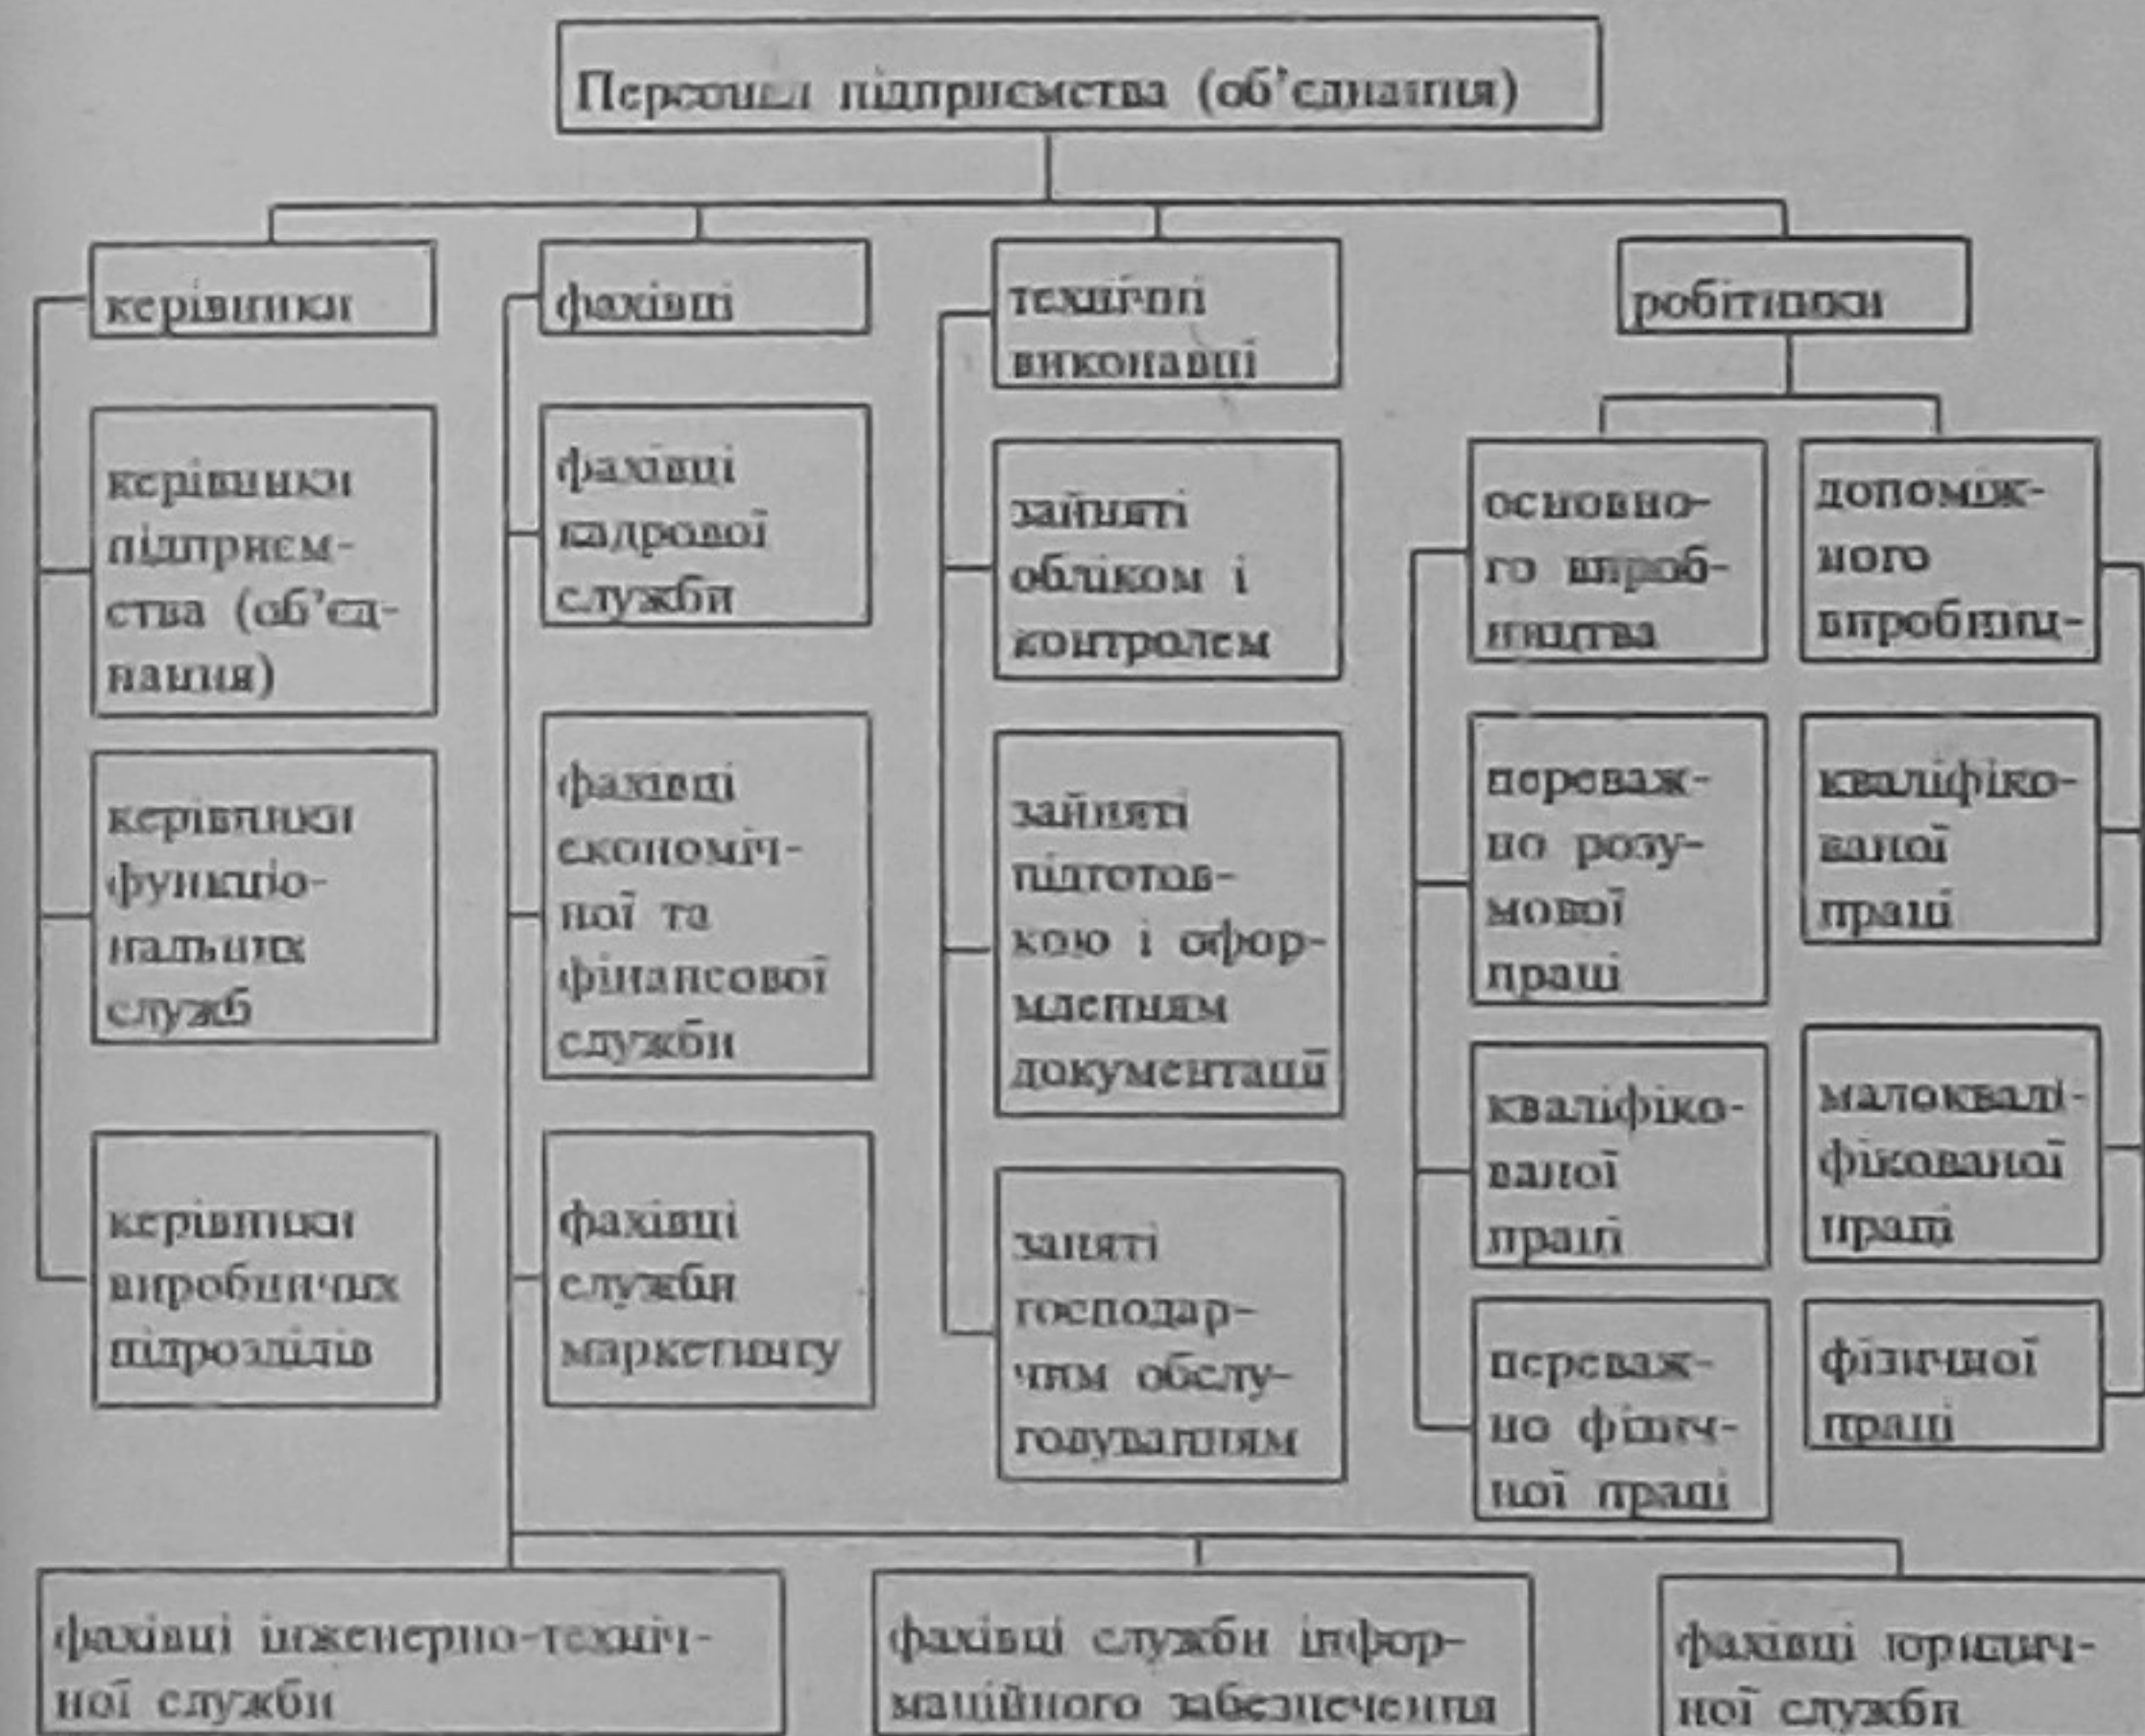 Персонал підприємства (об’єднання)
керівники
керівники
підприєм-
ства (об’єд-
нання)
керівники
функціо-
нальних
служб
керівники
виробничих
підрозділів
фахівці
фахівці
кадрової
служби
фахівці
економіч-
ної та
фінансової
служби
фахівці
служби
маркетингу
технічні
виконавці
зайняті
обліком і
контролем
зайняті
підготов-
кою і офор-
мленням
документації
заняті
господар-
чим обслу-
говуванням
робітники
основно-
го вироб-
ництва
переваж-
но розу-
мової
праці
кваліфіко-
ваної
праці
переваж-
но фізич-
ної праці
допоміж-
ного
виробниц-
кваліфіко-
ваної
праці
малоквалі-
фікованої
праці
фізичної
праці
фахівці інженерно-техніч-
ної служби
фахівці служби інфор-
маційного забезпечення
фахівці юридич-
ної служби